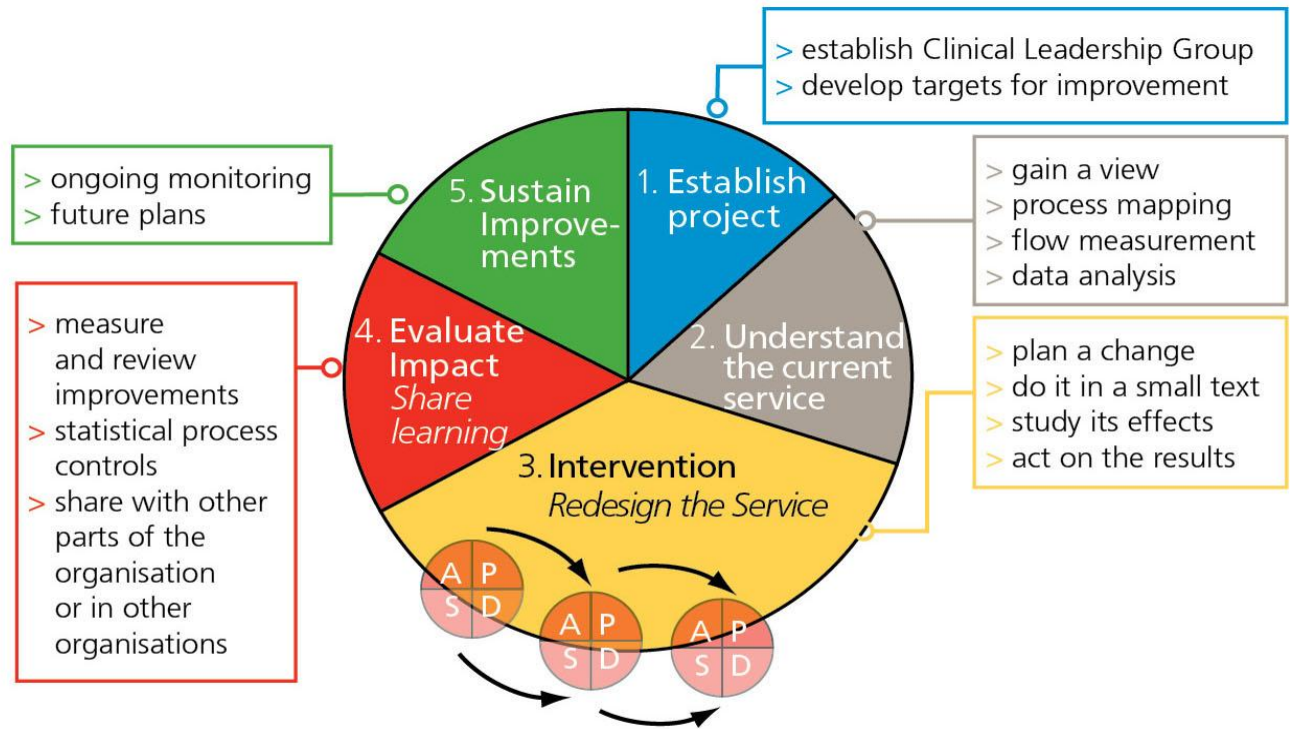 > establish Clinical Leadership Group
> develop targets for improvement
1. Establish
project
> gain a view
> process mapping
> flow measurement
> data analysis
2. Understand
the current
service
> plan a change
> do it in a small text
> study its effects
> act on the results
3. Intervention
Redesign the Service
A P
S D
A P
S D
A P
S D
4. Evaluate
Impact
Share
learning
> measure
and review
improvements
> statistical process
controls
> share with other
parts of the
organisation
or in other
organisations
5. Sustain
Improve-
ments
> ongoing monitoring
> future plans